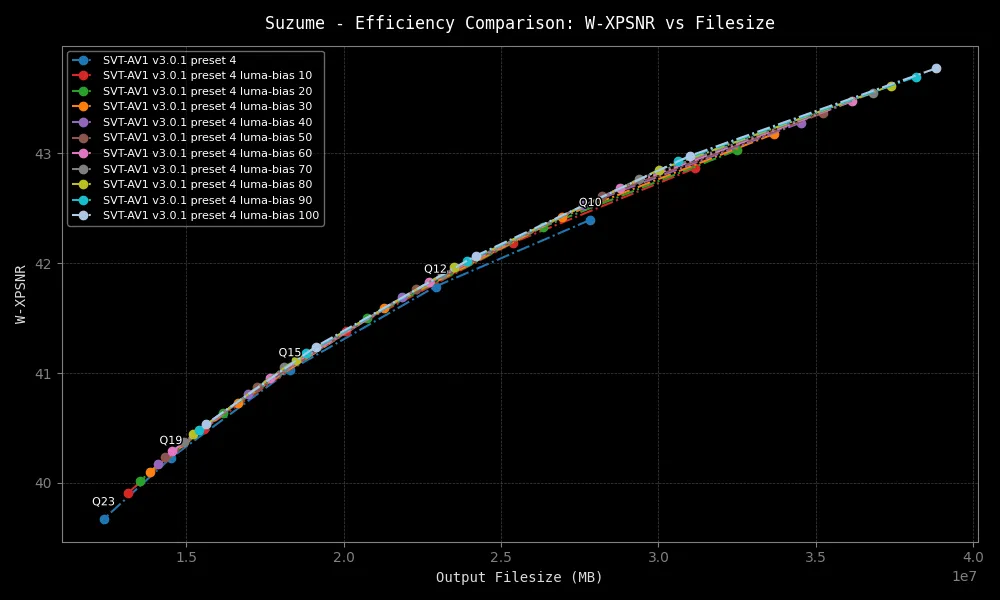 Suzume - Efficiency Comparison: W-XPSNR vs Filesize
SVT-AV1 v3.0.1 preset 4
SVT-AV1 v3.0.1 preset 4 luma-bias 10
SVT-AV1 v3.0.1 preset 4 luma-bias 20
SVT-AV1 v3.0.1 preset 4 luma-bias 30
SVT-AV1 v3.0.1 preset 4 luma-bias 40
SVT-AV1 v3.0.1 preset 4 luma-bias 50
SVT-AV1 v3.0.1 preset 4 luma-bias 60
SVT-AV1 v3.0.1 preset 4 luma-bias 70
SVT-AV1 v3.0.1 preset 4 luma-bias 80
SVT-AV1 v3.0.1 preset 4 luma-bias 90
SVT-AV1 v3.0.1 preset 4 luma-bias 100
43
42
41
40
W-XPSNR
Q10
Q12
Q15
Q19
Q23
1.5 2.0 2.5 3.0 3.5 4.0
1e7
Output Filesize (MB)